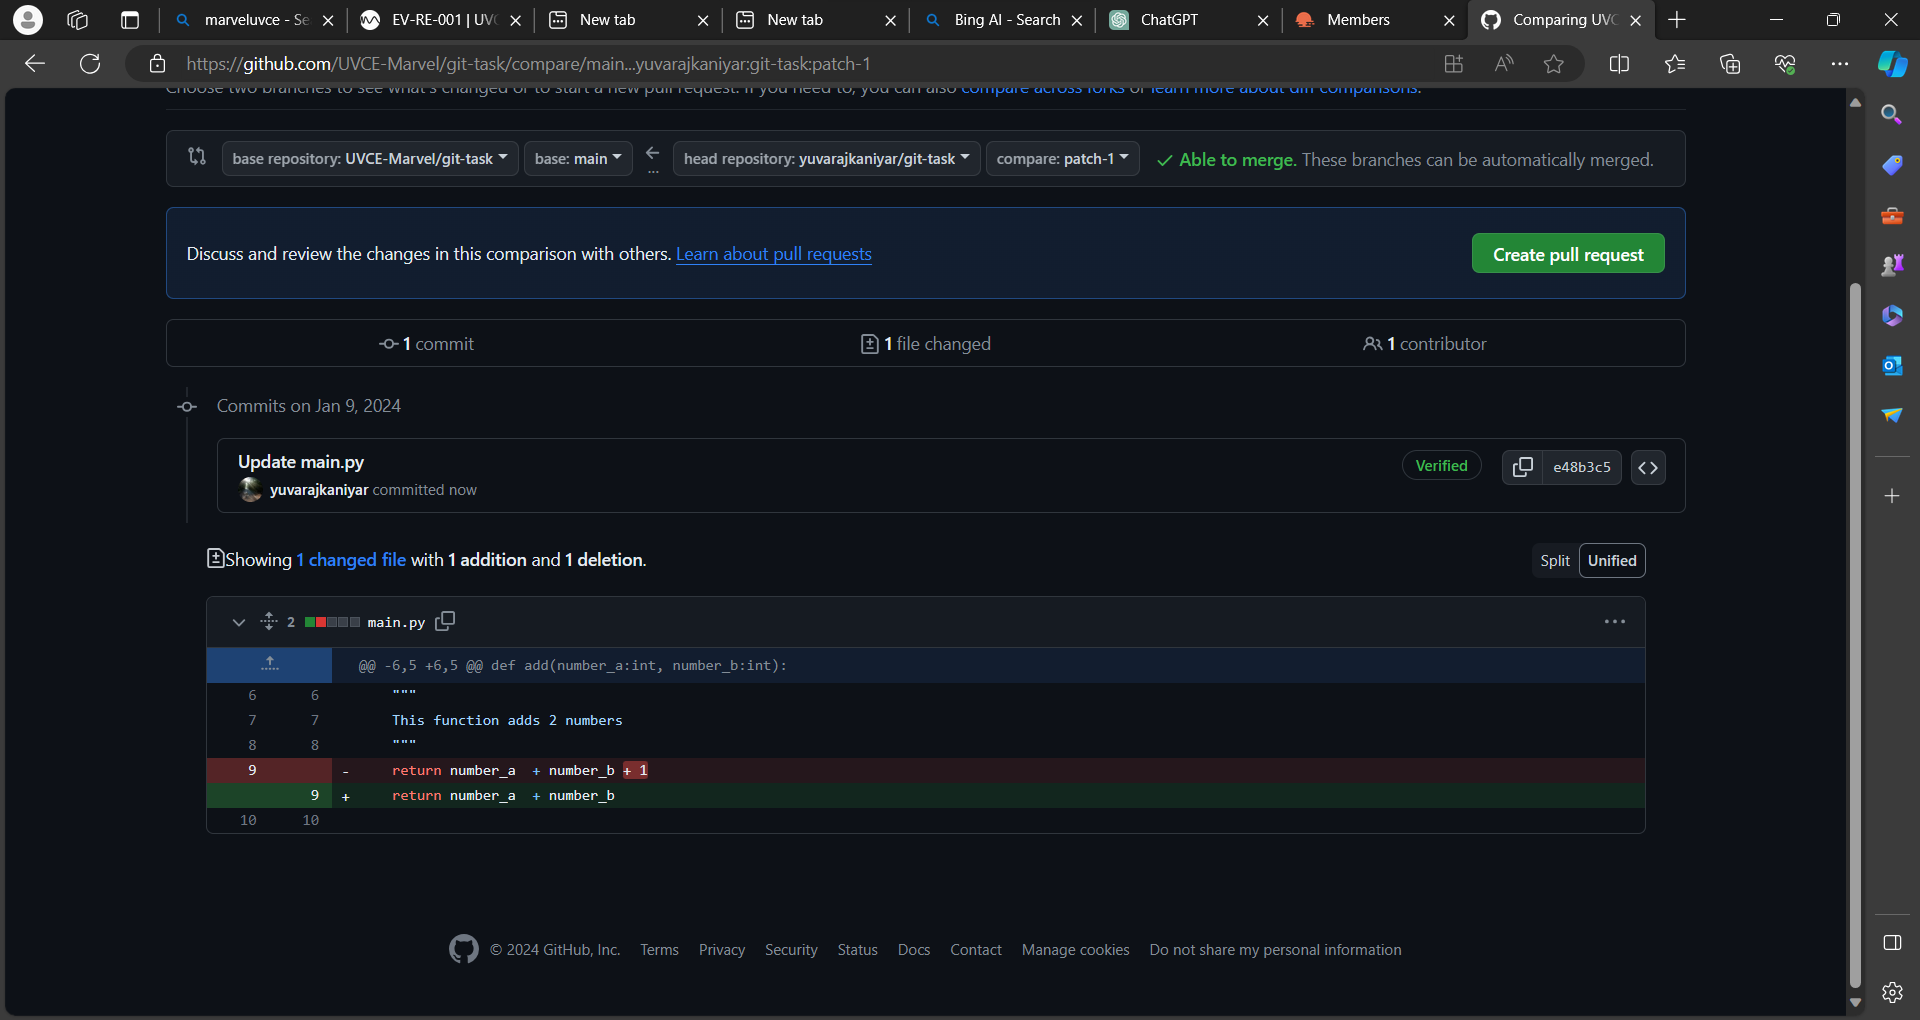 marveluvce - Se
EV-RE-001 | UVC
New tab
New tab
Bing AI - Search
ChatGPT
Members
Comparing UVC
https://github.com/UVCE-Marvel/git-task/compare/main...yuvarajkaniyar:git-task:patch-1
Choose two branches to see what's changed or to start a new pull request. If you need to, you can also compare across forks or learn more about diff comparisons.
base repository: UVCE-Marvel/git-task
base: main
...
head repository: yuvarajkaniyar/git-task
compare: patch-1
Able to merge. These branches can be automatically merged.
Discuss and review the changes in this comparison with others. Learn about pull requests
Create pull request
1 commit
1 file changed
1 contributor
Commits on Jan 9, 2024
Update main.py
yuvarajkaniyar committed now
Verified
e48b3c5
Showing 1 changed file with 1 addition and 1 deletion.
Split
Unified
2
main.py
@@ -6,5 +6,5 @@ def add(number_a:int, number_b:int):
6 6 """
7 7 This function adds 2 numbers
8 8 """
9 - return number_a  + number_b + 1
9 + return number_a  + number_b
10 10
© 2024 GitHub, Inc. Terms Privacy Security Status Docs Contact Manage cookies Do not share my personal information